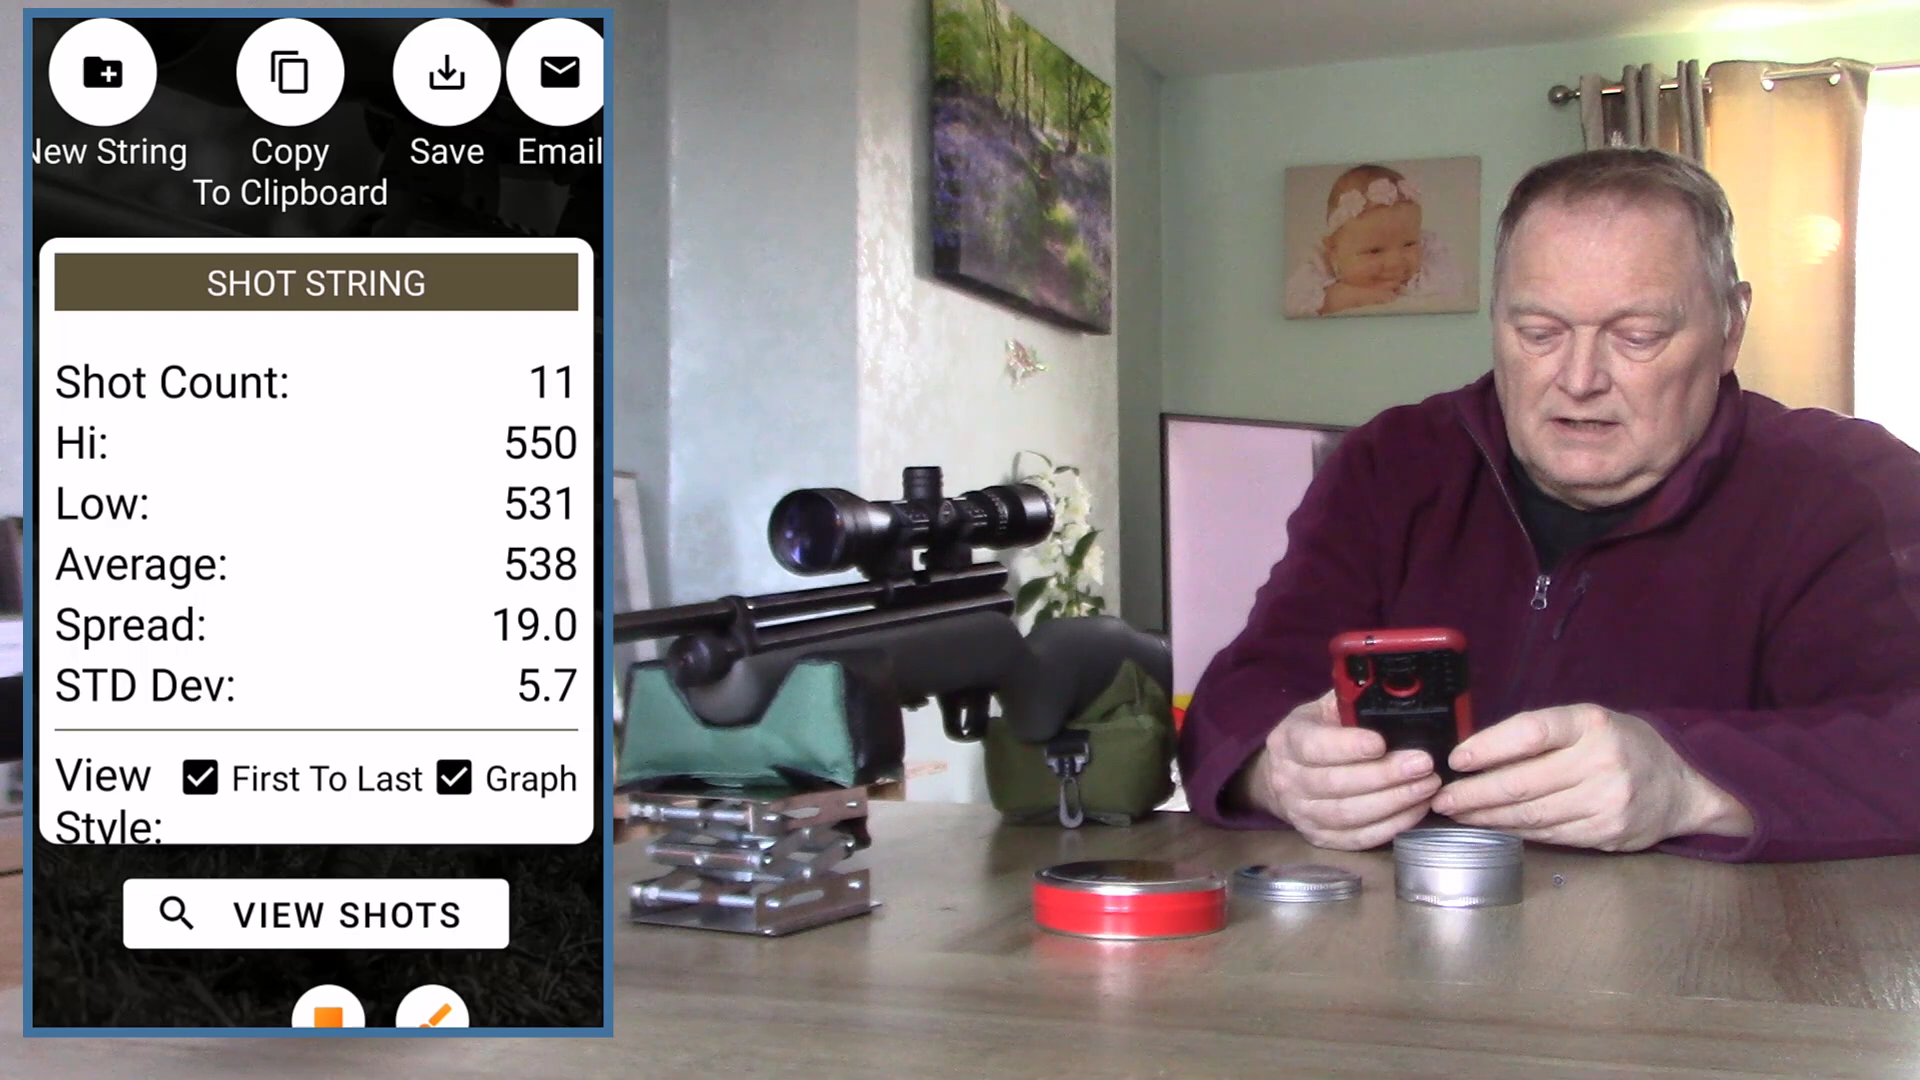 New String
Copy
To Clipboard
Save
Email
SHOT STRING
Shot Count: 11
Hi: 550
Low: 531
Average: 538
Spread: 19.0
STD Dev: 5.7
View
Style:
First To Last
Graph
VIEW SHOTS